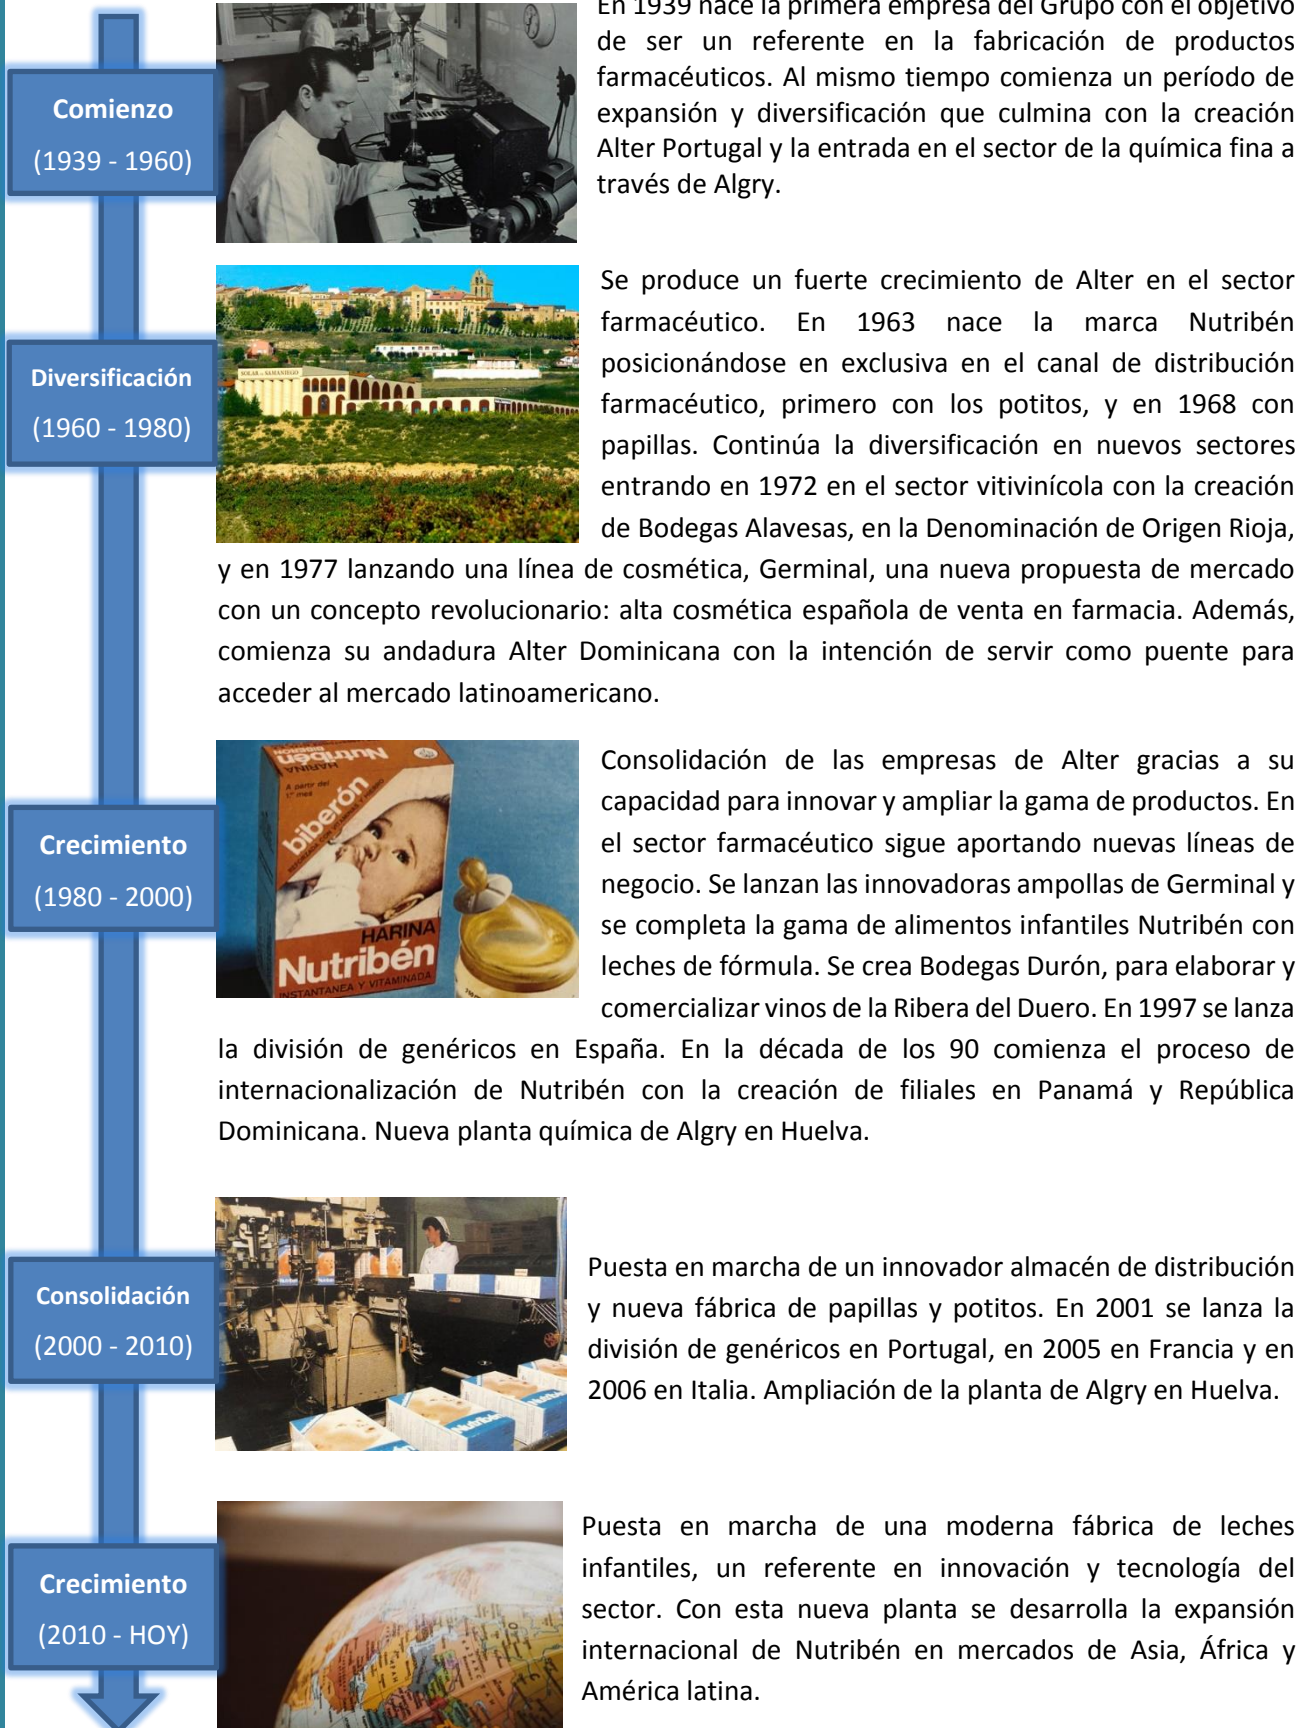 En 1939 nace la primera empresa del Grupo con el objetivo
de ser un referente en la fabricación de productos
farmacéuticos. Al mismo tiempo comienza un período de
expansión y diversificación que culmina con la creación
Alter Portugal y la entrada en el sector de la química fina a
través de Algry.
Comienzo
(1939 - 1960)
SOLAR DE SAMANIEGO
Se produce un fuerte crecimiento de Alter en el sector
farmacéutico. En 1963 nace la marca Nutribén
posicionándose en exclusiva en el canal de distribución
farmacéutico, primero con los potitos, y en 1968 con
papillas. Continúa la diversificación en nuevos sectores
entrando en 1972 en el sector vitivinícola con la creación
de Bodegas Alavesas, en la Denominación de Origen Rioja,
y en 1977 lanzando una línea de cosmética, Germinal, una nueva propuesta de mercado
con un concepto revolucionario: alta cosmética española de venta en farmacia. Además,
comienza su andadura Alter Dominicana con la intención de servir como puente para
acceder al mercado latinoamericano.
Diversificación
(1960 - 1980)
Nutribén
HARINA
A partir del
1.er mes
biberón
HARINA
Nutribén
INSTANTANEA Y VITAMINADA
Consolidación de las empresas de Alter gracias a su
capacidad para innovar y ampliar la gama de productos. En
el sector farmacéutico sigue aportando nuevas líneas de
negocio. Se lanzan las innovadoras ampollas de Germinal y
se completa la gama de alimentos infantiles Nutribén con
leches de fórmula. Se crea Bodegas Durón, para elaborar y
comercializar vinos de la Ribera del Duero. En 1997 se lanza
la división de genéricos en España. En la década de los 90 comienza el proceso de
internacionalización de Nutribén con la creación de filiales en Panamá y República
Dominicana. Nueva planta química de Algry en Huelva.
Crecimiento
(1980 - 2000)
Puesta en marcha de un innovador almacén de distribución
y nueva fábrica de papillas y potitos. En 2001 se lanza la
división de genéricos en Portugal, en 2005 en Francia y en
2006 en Italia. Ampliación de la planta de Algry en Huelva.
Consolidación
(2000 - 2010)
Nutribén
Puesta en marcha de una moderna fábrica de leches
infantiles, un referente en innovación y tecnología del
sector. Con esta nueva planta se desarrolla la expansión
internacional de Nutribén en mercados de Asia, África y
América latina.
Crecimiento
(2010 - HOY)